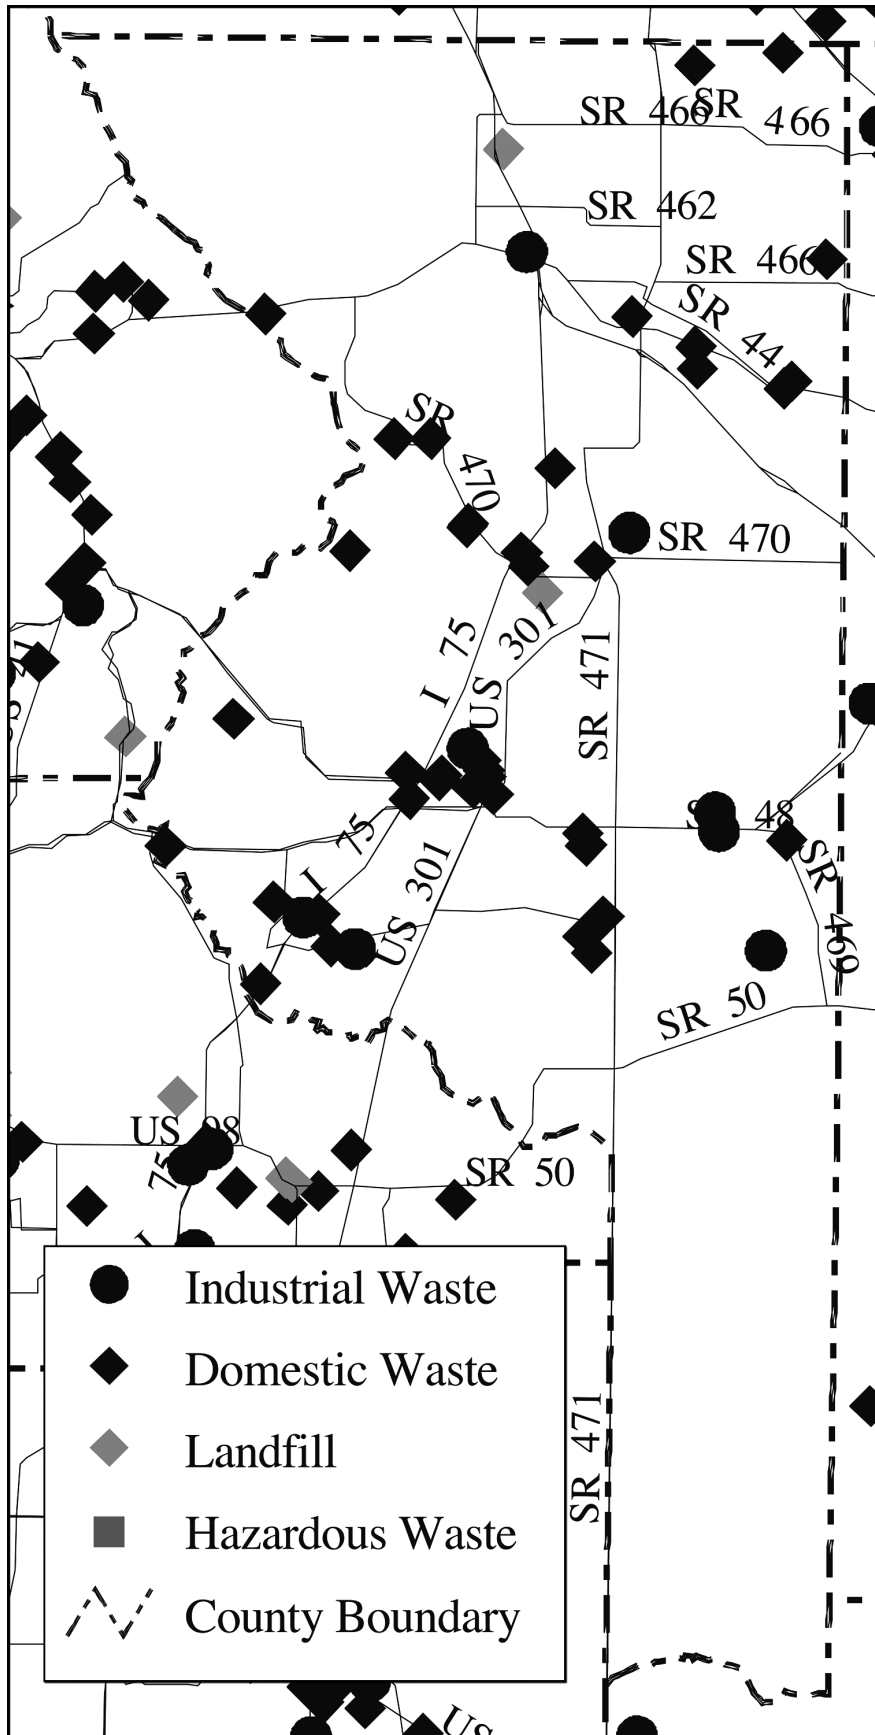 SR 466
SR 466
SR 462
SR 466
SR 44
SR 470
SR 470
I 75
US 301
SR 471
S 48
I 75
US 301
SR 469
SR 50
US 98
SR 50
75
I
SR 471
US
Industrial Waste
Domestic Waste
Landfill
Hazardous Waste
County Boundary